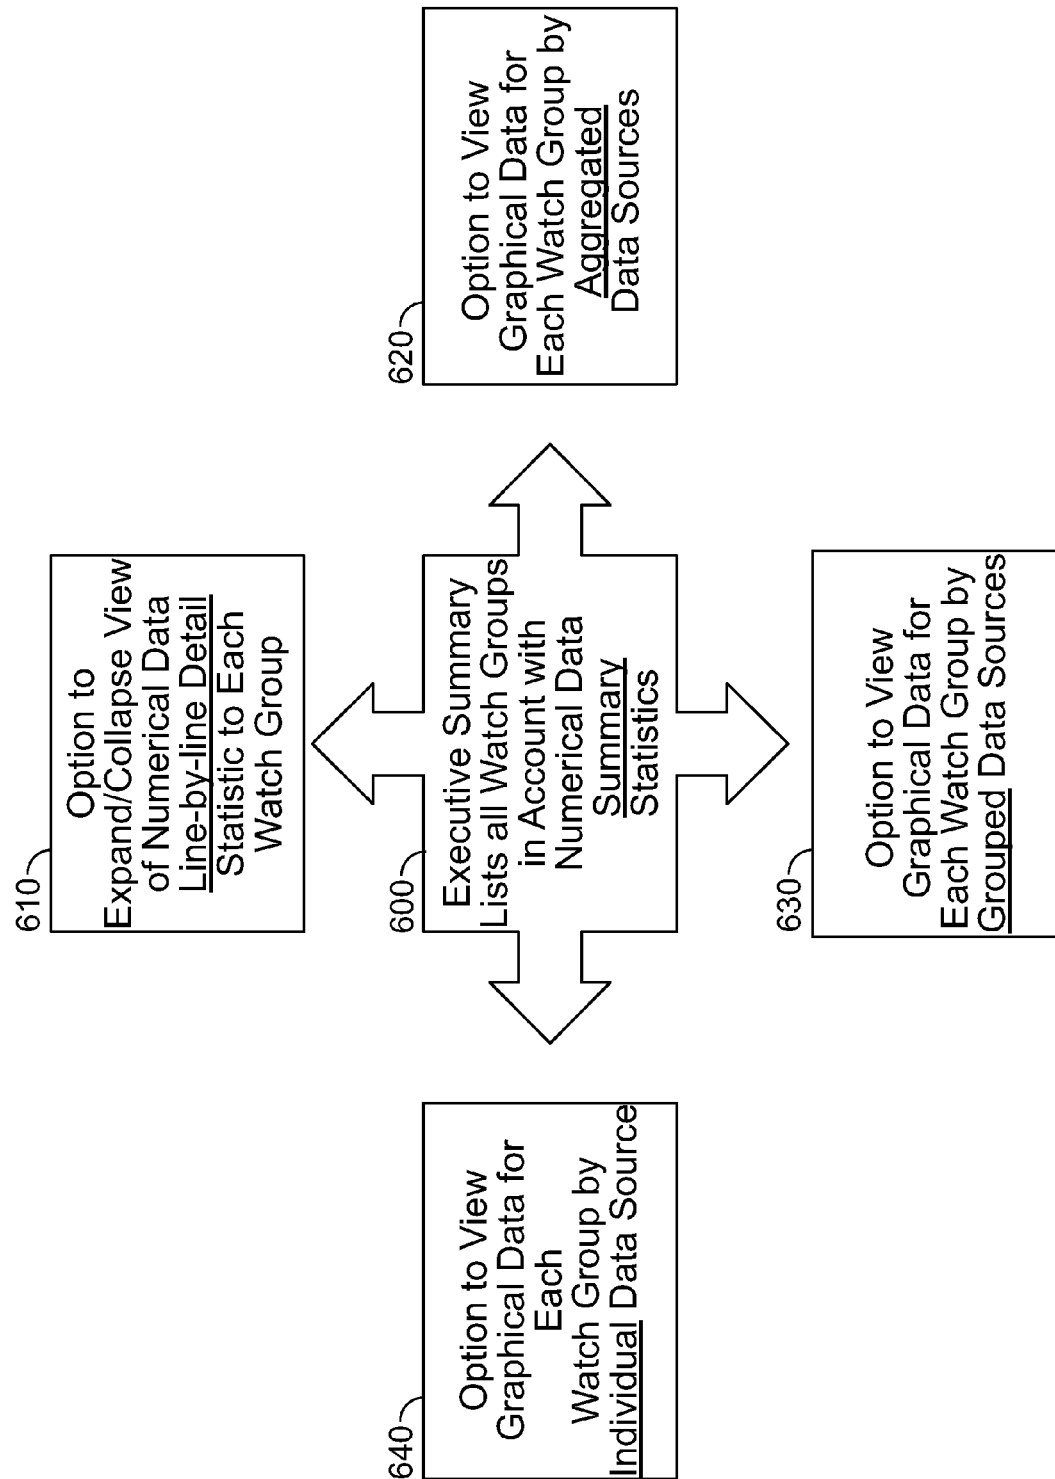 610
Option to
Expand/Collapse View
of Numerical Data
Line-by-line Detail
Statistic to Each
Watch Group
640
Option to View
Graphical Data for
Each
Watch Group by
Individual Data Source
600
Executive Summary
Lists all Watch Groups
in Account with
Numerical Data
Summary
Statistics
620
Option to View
Graphical Data for
Each Watch Group by
Aggregated
Data Sources
630
Option to View
Graphical Data for
Each Watch Group by
Grouped Data Sources